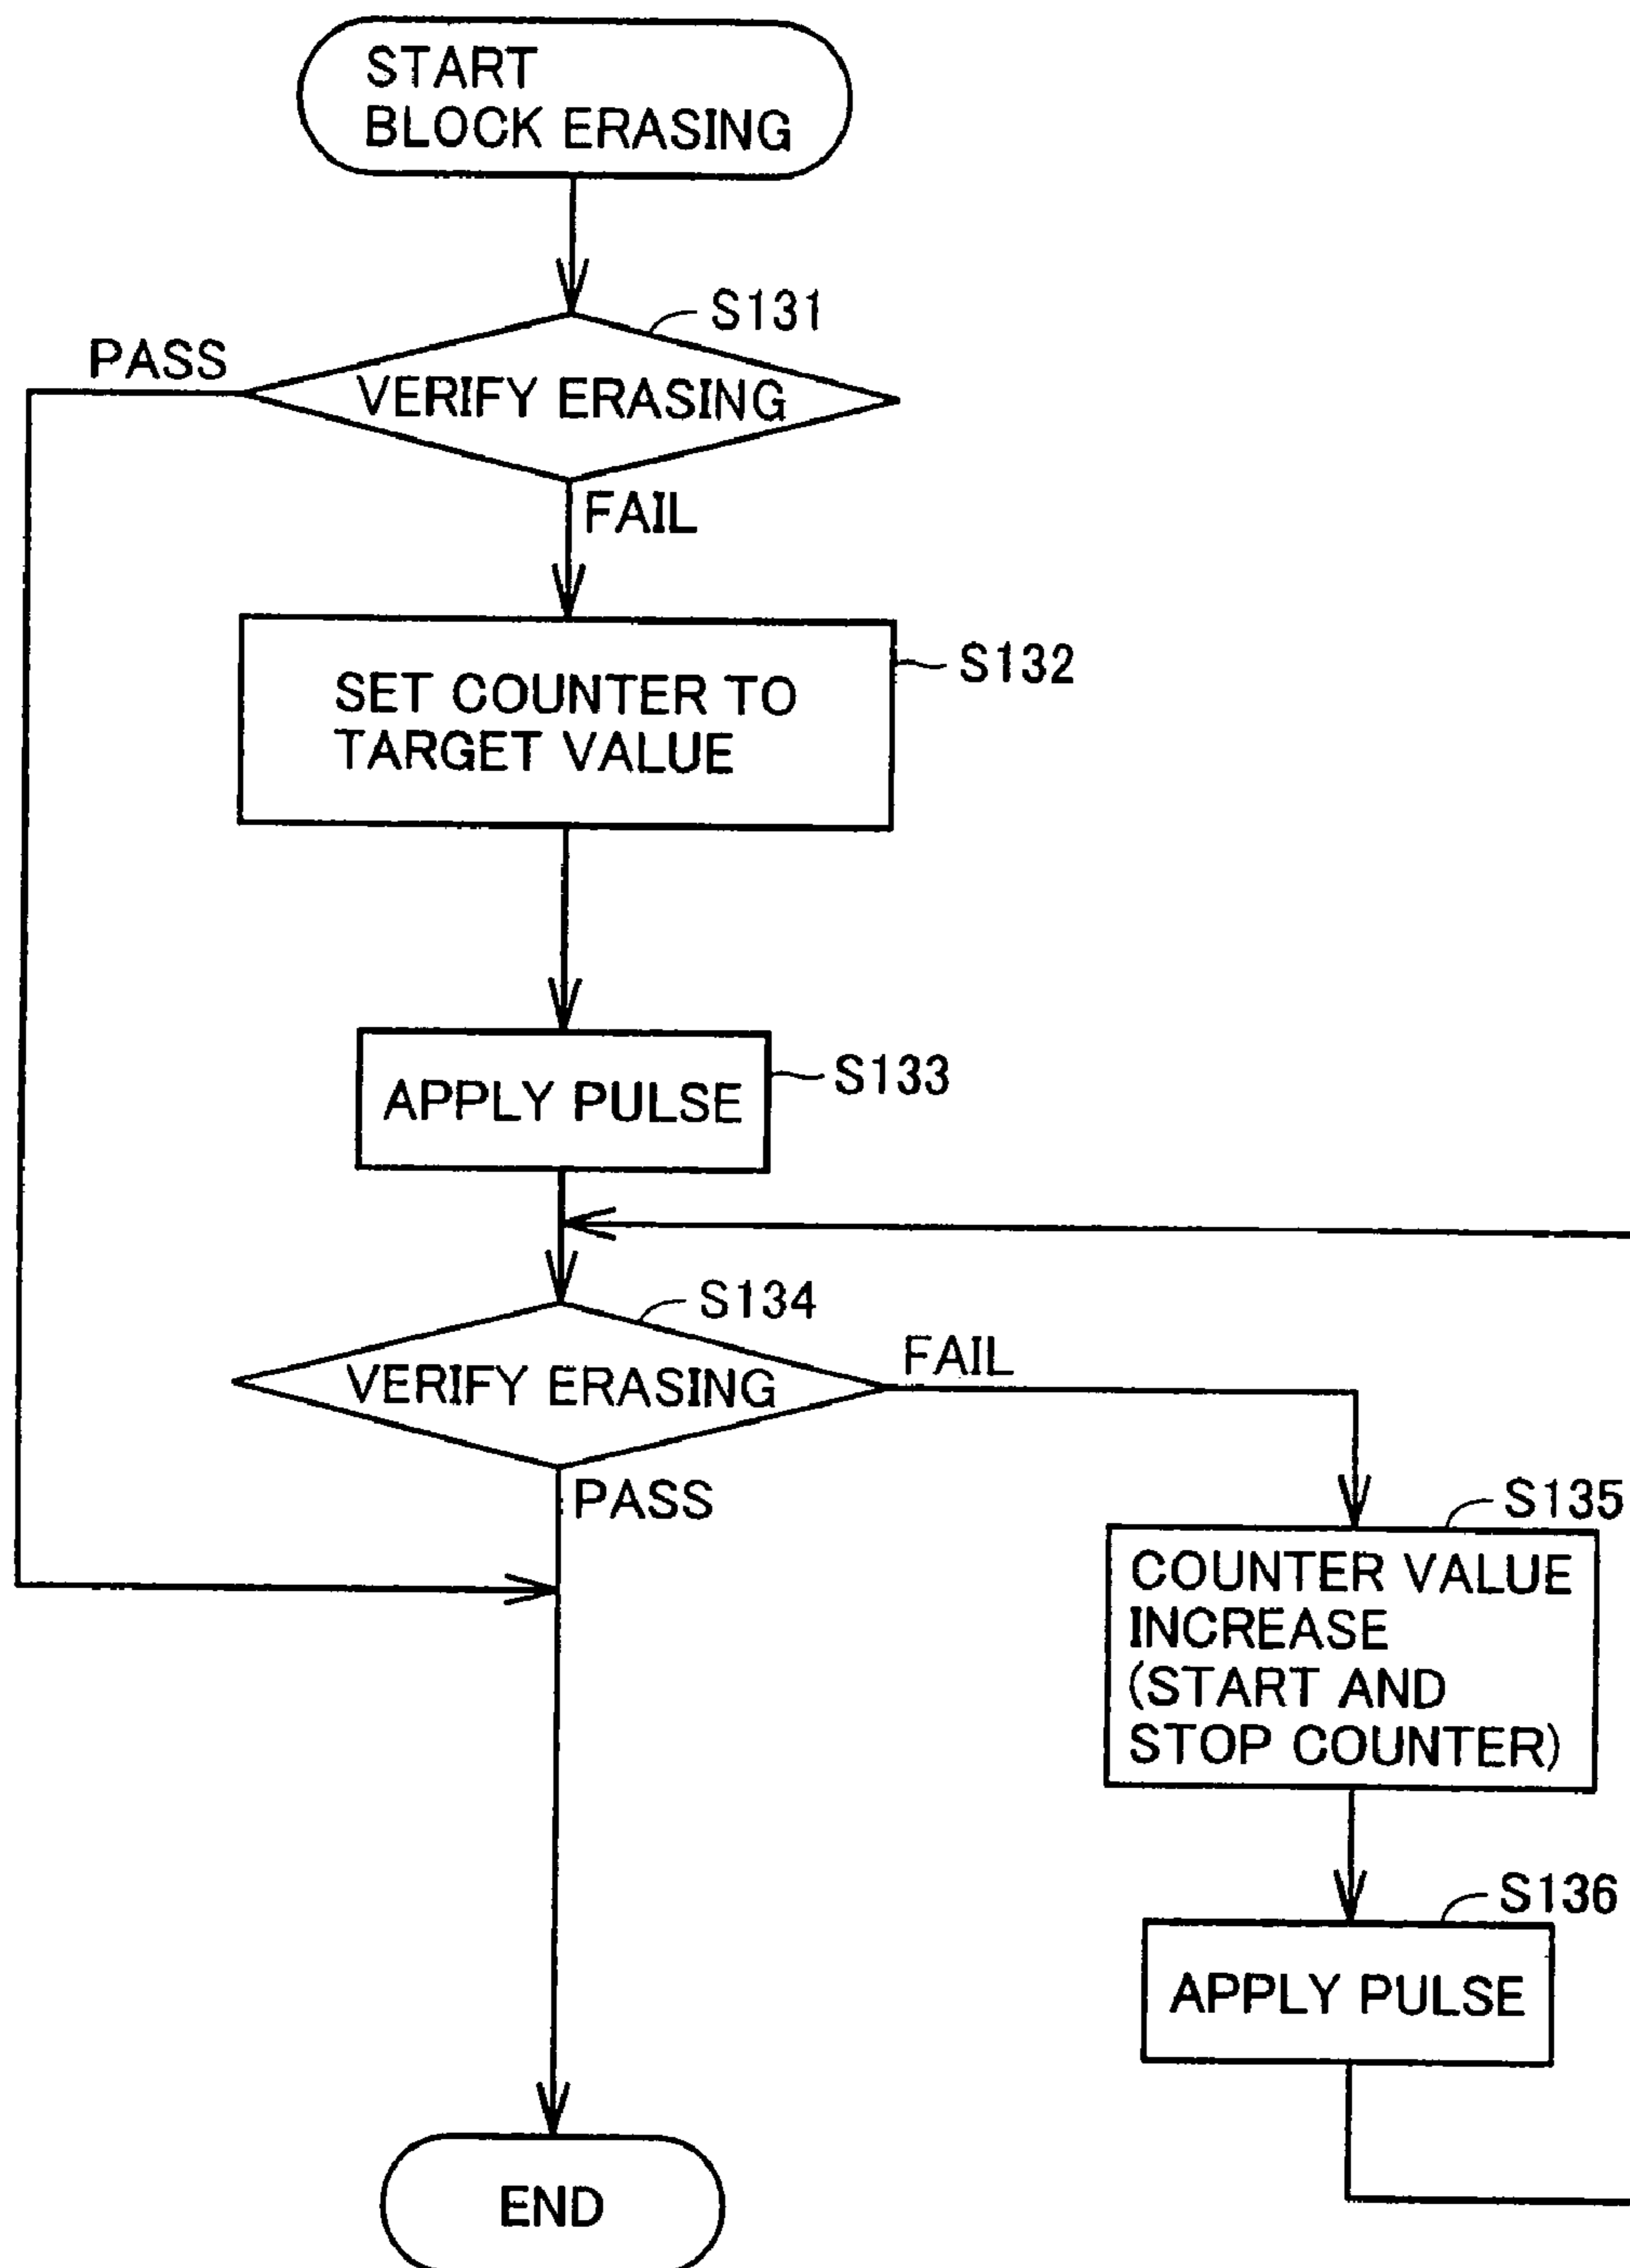 START
BLOCK ERASING
S131
PASS
VERIFY ERASING
FAIL
S132
SET COUNTER TO
TARGET VALUE
S133
APPLY PULSE
S134
FAIL
VERIFY ERASING
PASS
S135
COUNTER VALUE
INCREASE
(START AND
STOP COUNTER)
S136
APPLY PULSE
END